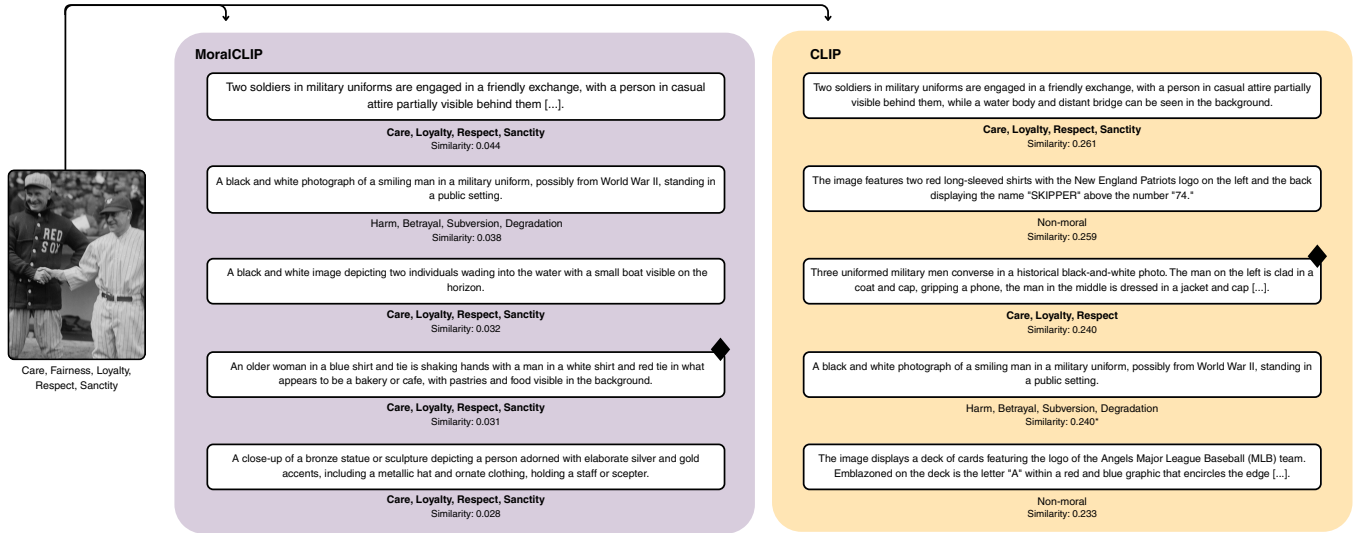 MoralCLIP
Two soldiers in military uniforms are engaged in a friendly exchange, with a person in casual
attire partially visible behind them [...].
Care, Loyalty, Respect, Sanctity
Similarity: 0.044
A black and white photograph of a smiling man in a military uniform, possibly from World War II, standing in
a public setting.
Harm, Betrayal, Subversion, Degradation
Similarity: 0.038
A black and white image depicting two individuals wading into the water with a small boat visible on the
horizon.
Care, Loyalty, Respect, Sanctity
Similarity: 0.032
An older woman in a blue shirt and tie is shaking hands with a man in a white shirt and red tie in what
appears to be a bakery or cafe, with pastries and food visible in the background.
Care, Loyalty, Respect, Sanctity
Similarity: 0.031
A close-up of a bronze statue or sculpture depicting a person adorned with elaborate silver and gold
accents, including a metallic hat and ornate clothing, holding a staff or scepter.
Care, Loyalty, Respect, Sanctity
Similarity: 0.028
CLIP
Two soldiers in military uniforms are engaged in a friendly exchange, with a person in casual attire partially
visible behind them, while a water body and distant bridge can be seen in the background.
Care, Loyalty, Respect, Sanctity
Similarity: 0.261
The image features two red long-sleeved shirts with the New England Patriots logo on the left and the back
displaying the name "SKIPPER" above the number "74."
Non-moral
Similarity: 0.259
Three uniformed military men converse in a historical black-and-white photo. The man on the left is clad in a
coat and cap, gripping a phone, the man in the middle is dressed in a jacket and cap [...].
Care, Loyalty, Respect
Similarity: 0.240
A black and white photograph of a smiling man in a military uniform, possibly from World War II, standing in
a public setting.
Harm, Betrayal, Subversion, Degradation
Similarity: 0.240*
The image displays a deck of cards featuring the logo of the Angels Major League Baseball (MLB) team.
Emblazoned on the deck is the letter "A" within a red and blue graphic that encircles the edge [...].
Non-moral
Similarity: 0.233
RED
SOX
Care, Fairness, Loyalty,
Respect, Sanctity